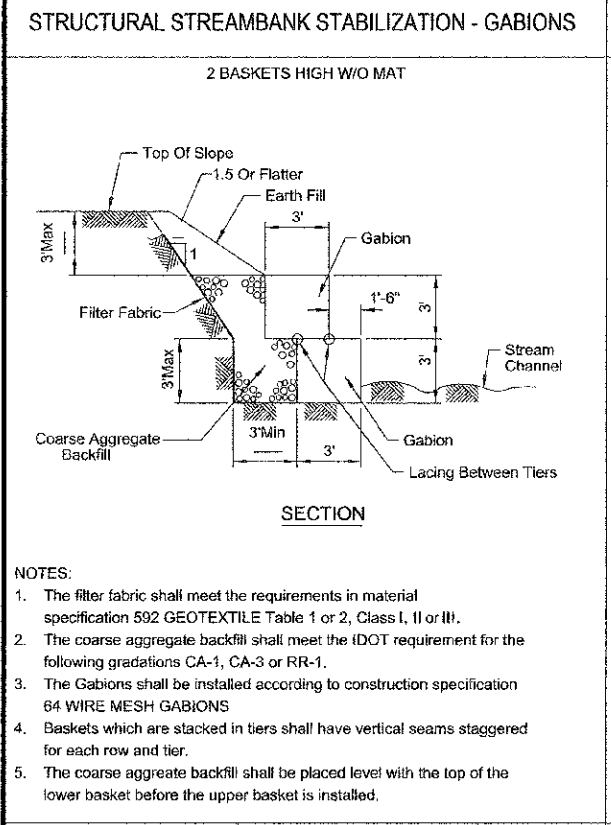 STRUCTURAL STREAMBANK STABILIZATION - GABIONS
2 BASKETS HIGH W/O MAT
Top Of Slope
1.5 Or Flatter
Earth Fill
3'
Gabion
3'Max
1
1'-6"
3'
Filter Fabric
3'Max
3'
Stream
Channel
Coarse Aggregate
Backfill
3'Min
3'
Gabion
Lacing Between Tiers
SECTION
NOTES:
1. The filter fabric shall meet the requirements in material
specification 592 GEOTEXTILE Table 1 or 2, Class I, II or III.
2. The coarse aggregate backfill shall meet the IDOT requirement for the
following gradations CA-1, CA-3 or RR-1.
3. The Gabions shall be installed according to construction specification
64 WIRE MESH GABIONS
4. Baskets which are stacked in tiers shall have vertical seams staggered
for each row and tier.
5. The coarse aggreate backfill shall be placed level with the top of the
lower basket before the upper basket is installed.